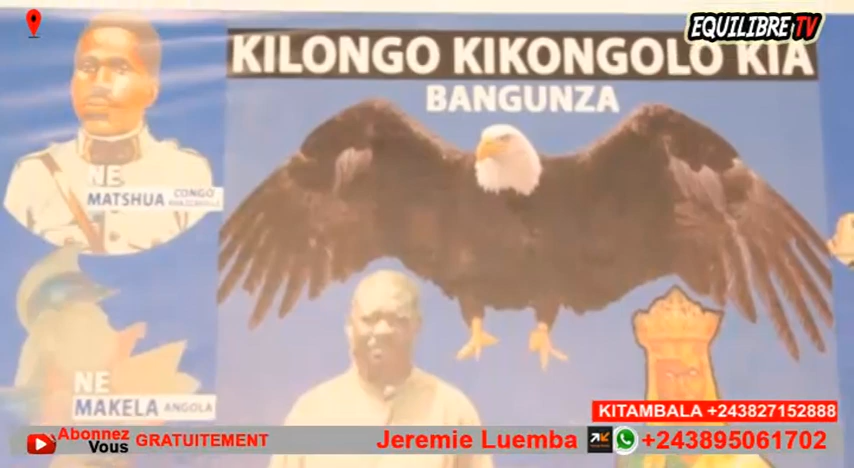 EQUILIBRE TV
KILONGO KIKONGOLO KIA
BANGUNZA
NE
MATSHUA CONGO
BRAZZAVILLE
NE
MAKELA ANGOLA
KITAMBALA +243827152888
Abonnez
Vous
GRATUITEMENT
Jeremie Luemba
+243895061702